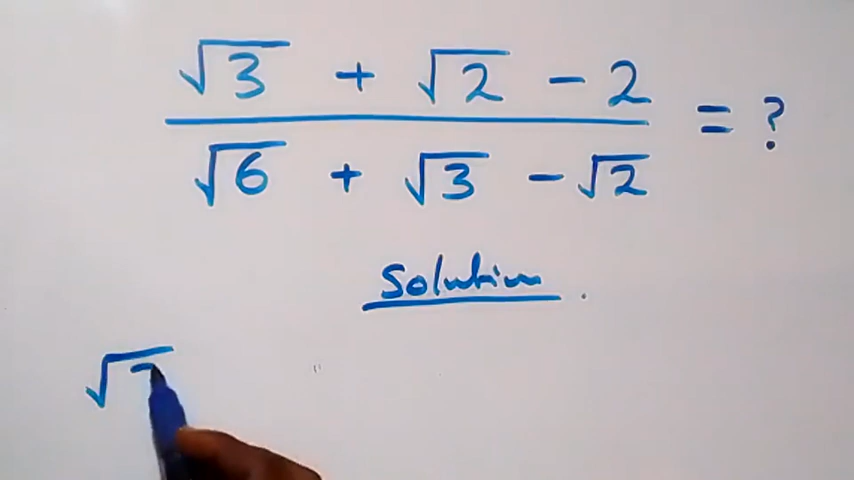 √3 + √2 - 2
= ?
√6 + √3 - √2
Solution.
√